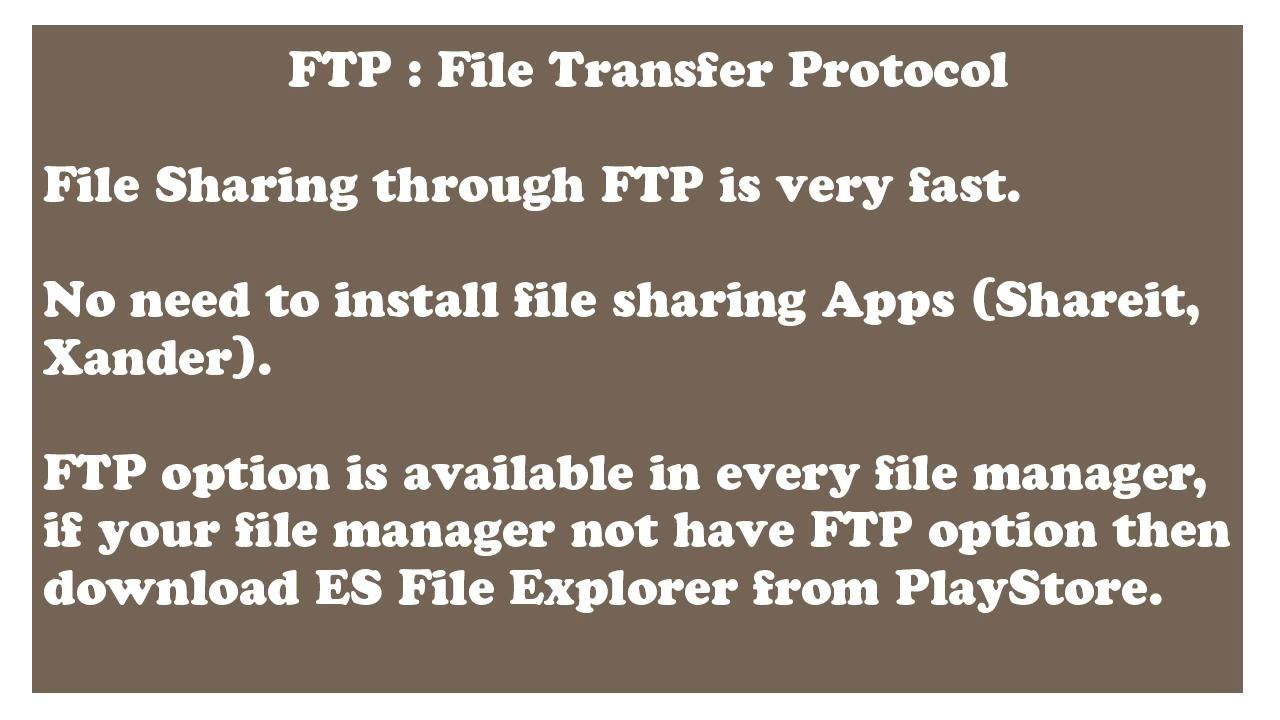 FTP : File Transfer Protocol
File Sharing through FTP is very fast.
No need to install file sharing Apps (Shareit,
Xander).
FTP option is available in every file manager,
if your file manager not have FTP option then
download ES File Explorer from PlayStore.